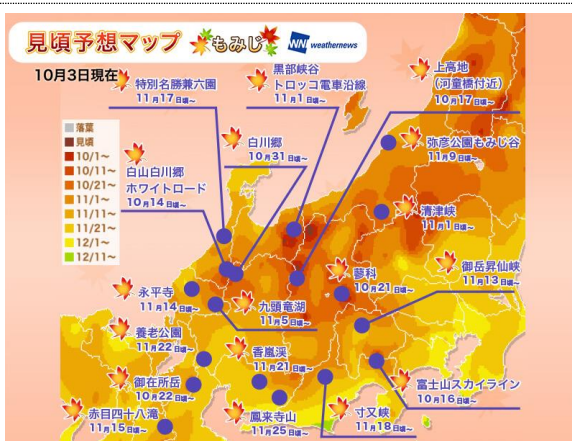 見頃予想マップ もみじ
WNI weathernews
10月3日現在
特別名勝兼六園
11月17日頃~
黒部峡谷
トロッコ電車沿線
11月1日頃~
上高地
(河童橋付近)
10月17日頃~
落葉
見頃
10/1~
10/11~
10/21~
11/1~
11/11~
11/21~
12/1~
12/11~
白山白川郷
ホワイトロード
10月14日頃~
白川郷
10月31日頃~
弥彦公園もみじ谷
11月9日頃~
清津峡
11月1日頃~
御岳昇仙峡
11月13日頃~
蓼科
10月21日頃~
永平寺
11月14日頃~
九頭竜湖
11月5日頃~
養老公園
11月22日頃~
香嵐渓
11月21日頃~
御在所岳
10月22日頃~
富士山スカイライン
10月16日頃~
赤目四十八滝
11月15日頃~
鳳来寺山
11月25日頃~
寸又峡
11月18日頃~